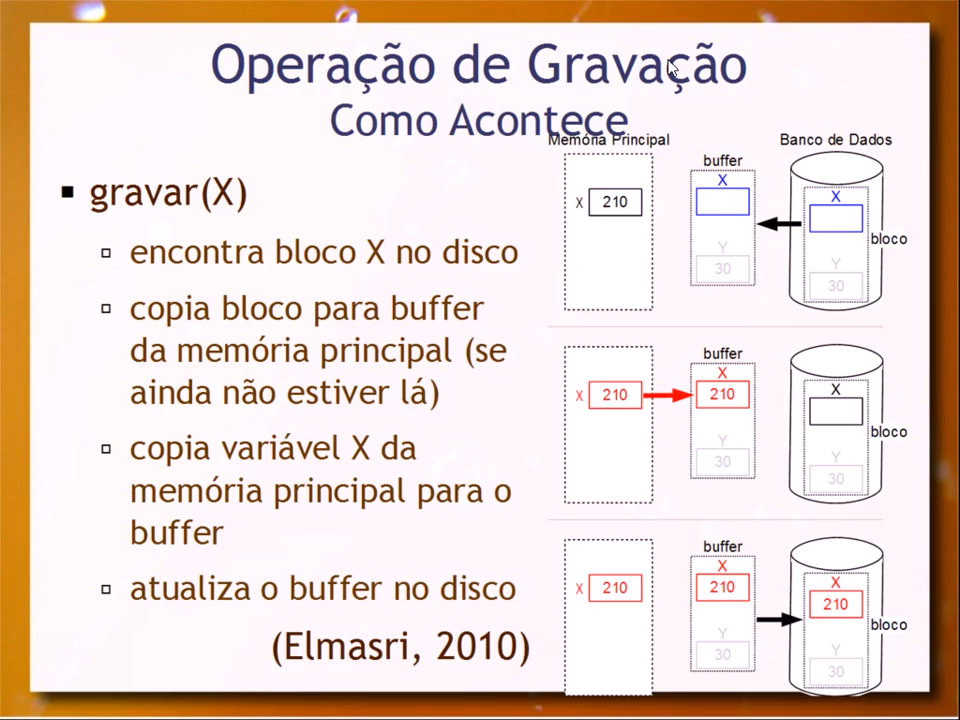 Operação de Gravação
Como Acontece
▪ gravar(X)
▫ encontra bloco X no disco
▫ copia bloco para buffer
da memória principal (se
ainda não estiver lá)
▫ copia variável X da
memória principal para o
buffer
▫ atualiza o buffer no disco
(Elmasri, 2010)
Memória Principal
buffer
Banco de Dados
X 210
X
X
bloco
Y
30
Y
30
buffer
X 210
X
210
X
bloco
Y
30
Y
30
buffer
X 210
X
210
X
210
bloco
Y
30
Y
30